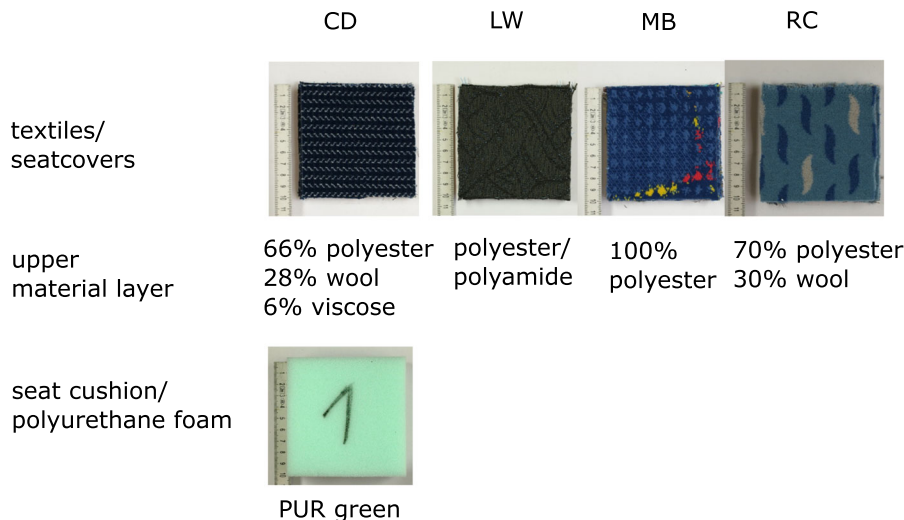 CD LW MB RC
textiles/
seatcovers
upper
material layer
66% polyester
28% wool
6% viscose
polyester/
polyamide
100%
polyester
70% polyester
30% wool
seat cushion/
polyurethane foam
1
PUR green